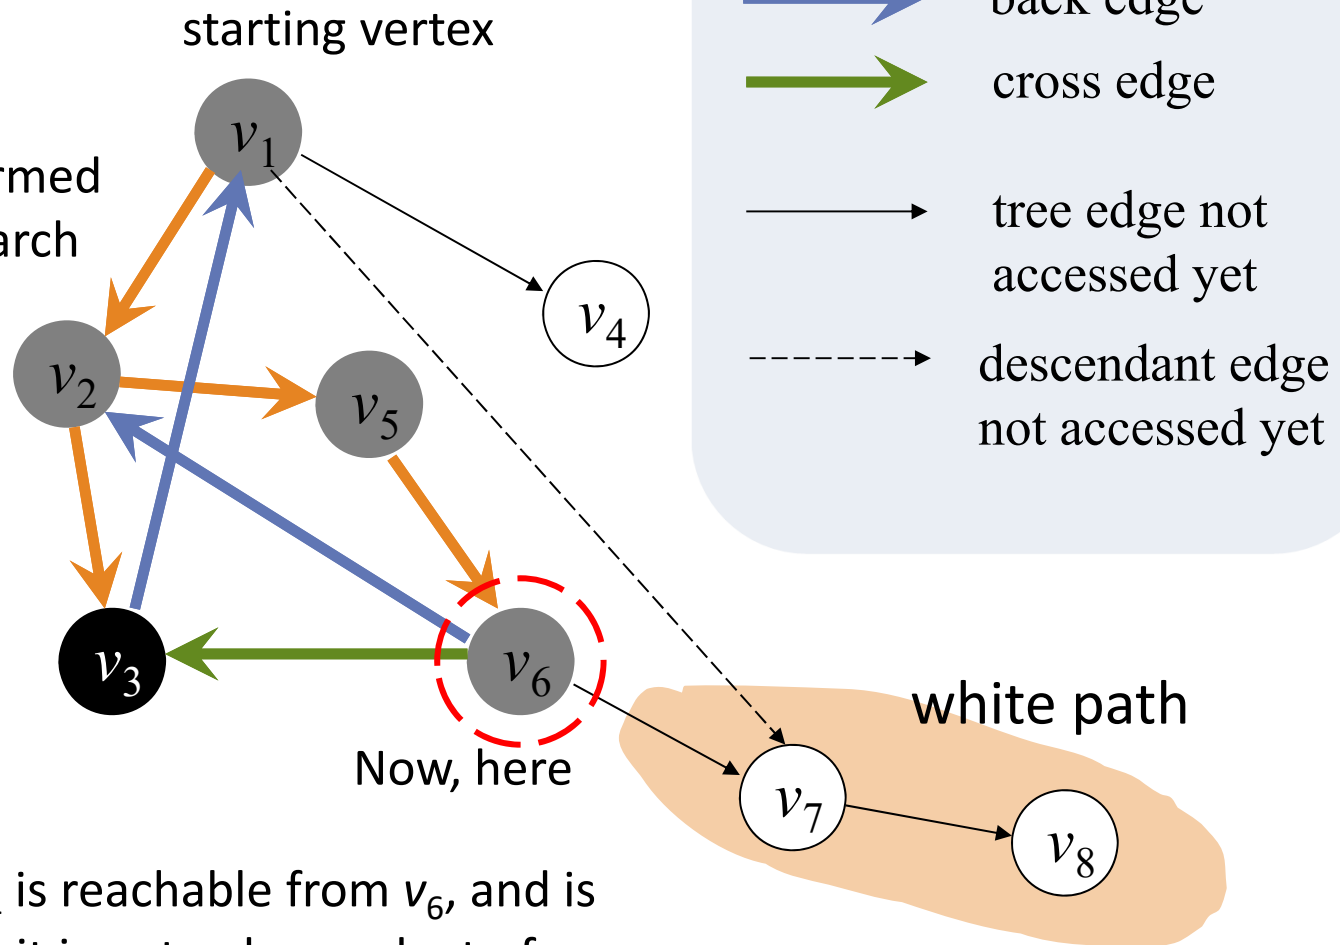 starting vertex
back edge
cross edge
v1
rmed
arch
tree edge not
accessed yet
v4
v2
v5
descendant edge
not accessed yet
v3
v6
white path
Now, here
v7
v8
is reachable from v6, and is